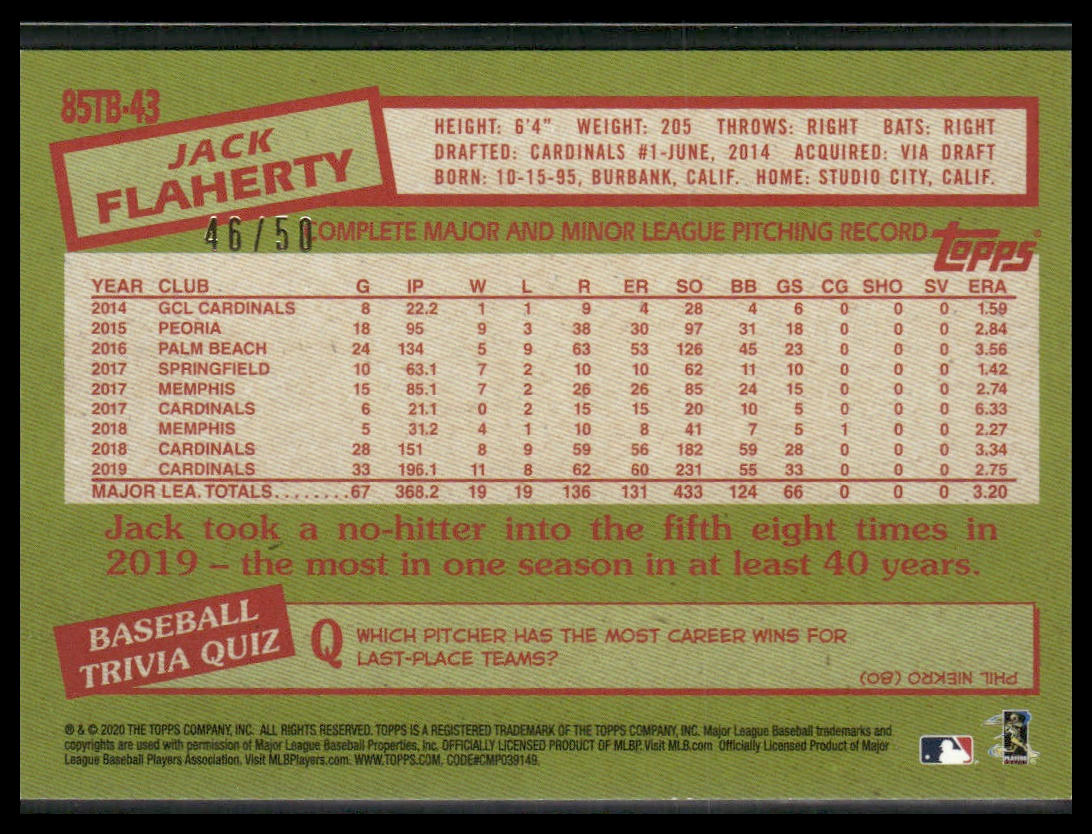 85TB-43
JACK
FLAHERTY
HEIGHT: 6'4" WEIGHT: 205 THROWS: RIGHT BATS: RIGHT
DRAFTED: CARDINALS #1-JUNE, 2014 ACQUIRED: VIA DRAFT
BORN: 10-15-95, BURBANK, CALIF. HOME: STUDIO CITY, CALIF.
46/50
COMPLETE MAJOR AND MINOR LEAGUE PITCHING RECORD
Topps®
YEAR CLUB G IP W L R ER SO BB GS CG SHO SV ERA
2014 GCL CARDINALS 8 22.2 1 1 9 4 28 4 6 0 0 0 1.59
2015 PEORIA 18 95 9 3 38 30 97 31 18 0 0 0 2.84
2016 PALM BEACH 24 134 5 9 63 53 126 45 23 0 0 0 3.56
2017 SPRINGFIELD 10 63.1 7 2 10 10 62 11 10 0 0 0 1.42
2017 MEMPHIS 15 85.1 7 2 26 26 85 24 15 0 0 0 2.74
2017 CARDINALS 6 21.1 0 2 15 15 20 10 5 0 0 0 6.33
2018 MEMPHIS 5 31.2 4 1 10 8 41 7 5 1 0 0 2.27
2018 CARDINALS 28 151 8 9 59 56 182 59 28 0 0 0 3.34
2019 CARDINALS 33 196.1 11 8 62 60 231 55 33 0 0 0 2.75
MAJOR LEA. TOTALS........67 368.2 19 19 136 131 433 124 66 0 0 0 3.20
Jack took a no-hitter into the fifth eight times in
2019 – the most in one season in at least 40 years.
BASEBALL
TRIVIA QUIZ
Q WHICH PITCHER HAS THE MOST CAREER WINS FOR
LAST-PLACE TEAMS?
PHIL NIEKRO (80)
® & © 2020 THE TOPPS COMPANY, INC. ALL RIGHTS RESERVED. TOPPS IS A REGISTERED TRADEMARK OF THE TOPPS COMPANY, INC. Major League Baseball trademarks and
copyrights are used with permission of Major League Baseball Properties, Inc. OFFICIALLY LICENSED PRODUCT OF MLBP. Visit MLB.com Officially Licensed Product of Major
League Baseball Players Association. Visit MLBPlayers.com. WWW.TOPPS.COM. CODE#CMP039149.
PLAYERS